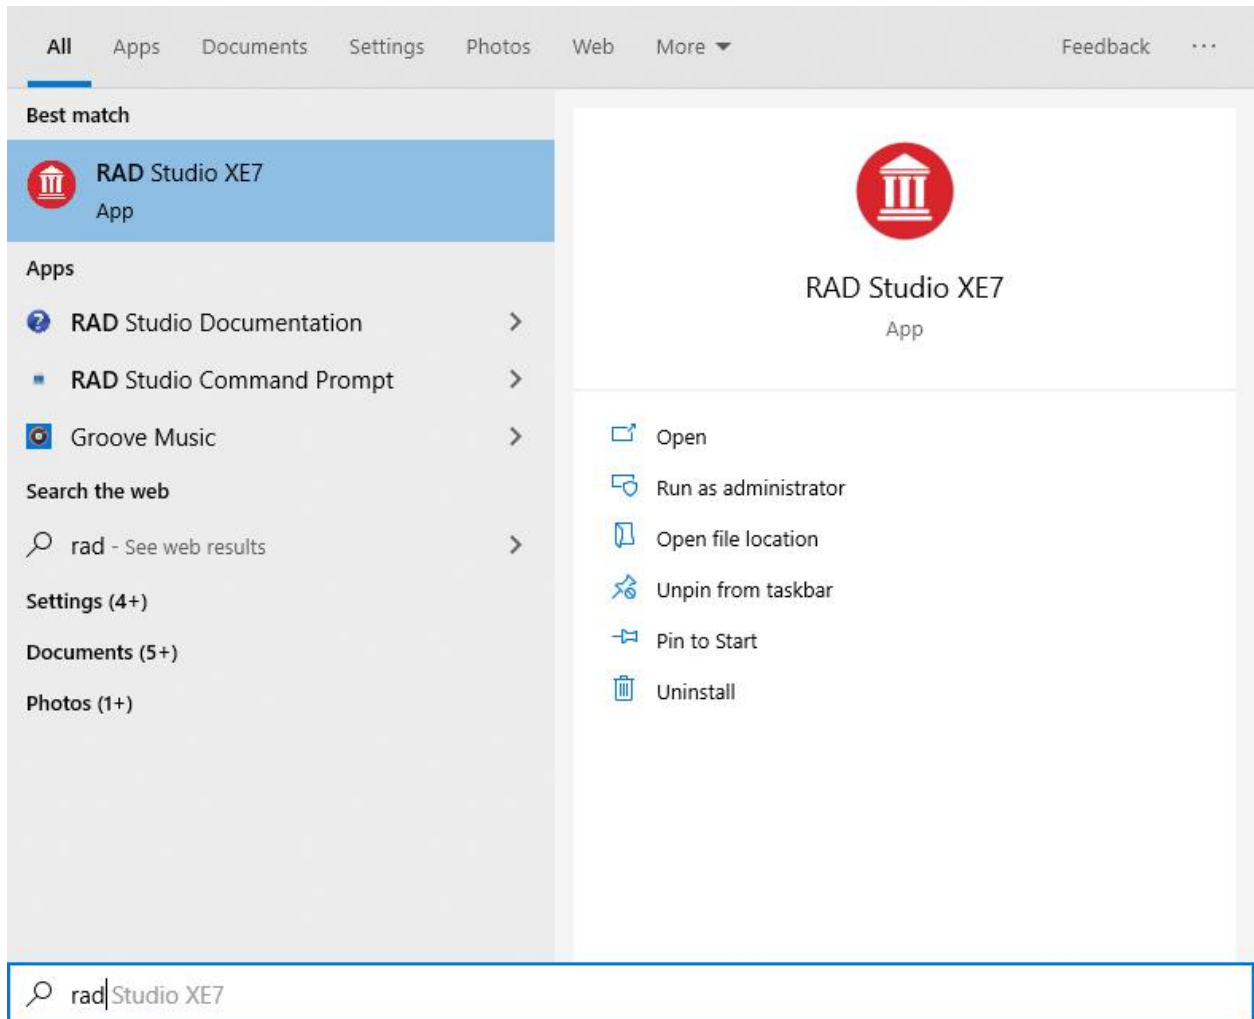 All Apps Documents Settings Photos Web More Feedback ...
Best match
RAD Studio XE7
App
Apps
RAD Studio Documentation
RAD Studio Command Prompt
Groove Music
Search the web
rad - See web results
Settings (4+)
Documents (5+)
Photos (1+)
RAD Studio XE7
App
Open
Run as administrator
Open file location
Unpin from taskbar
Pin to Start
Uninstall
rad Studio XE7